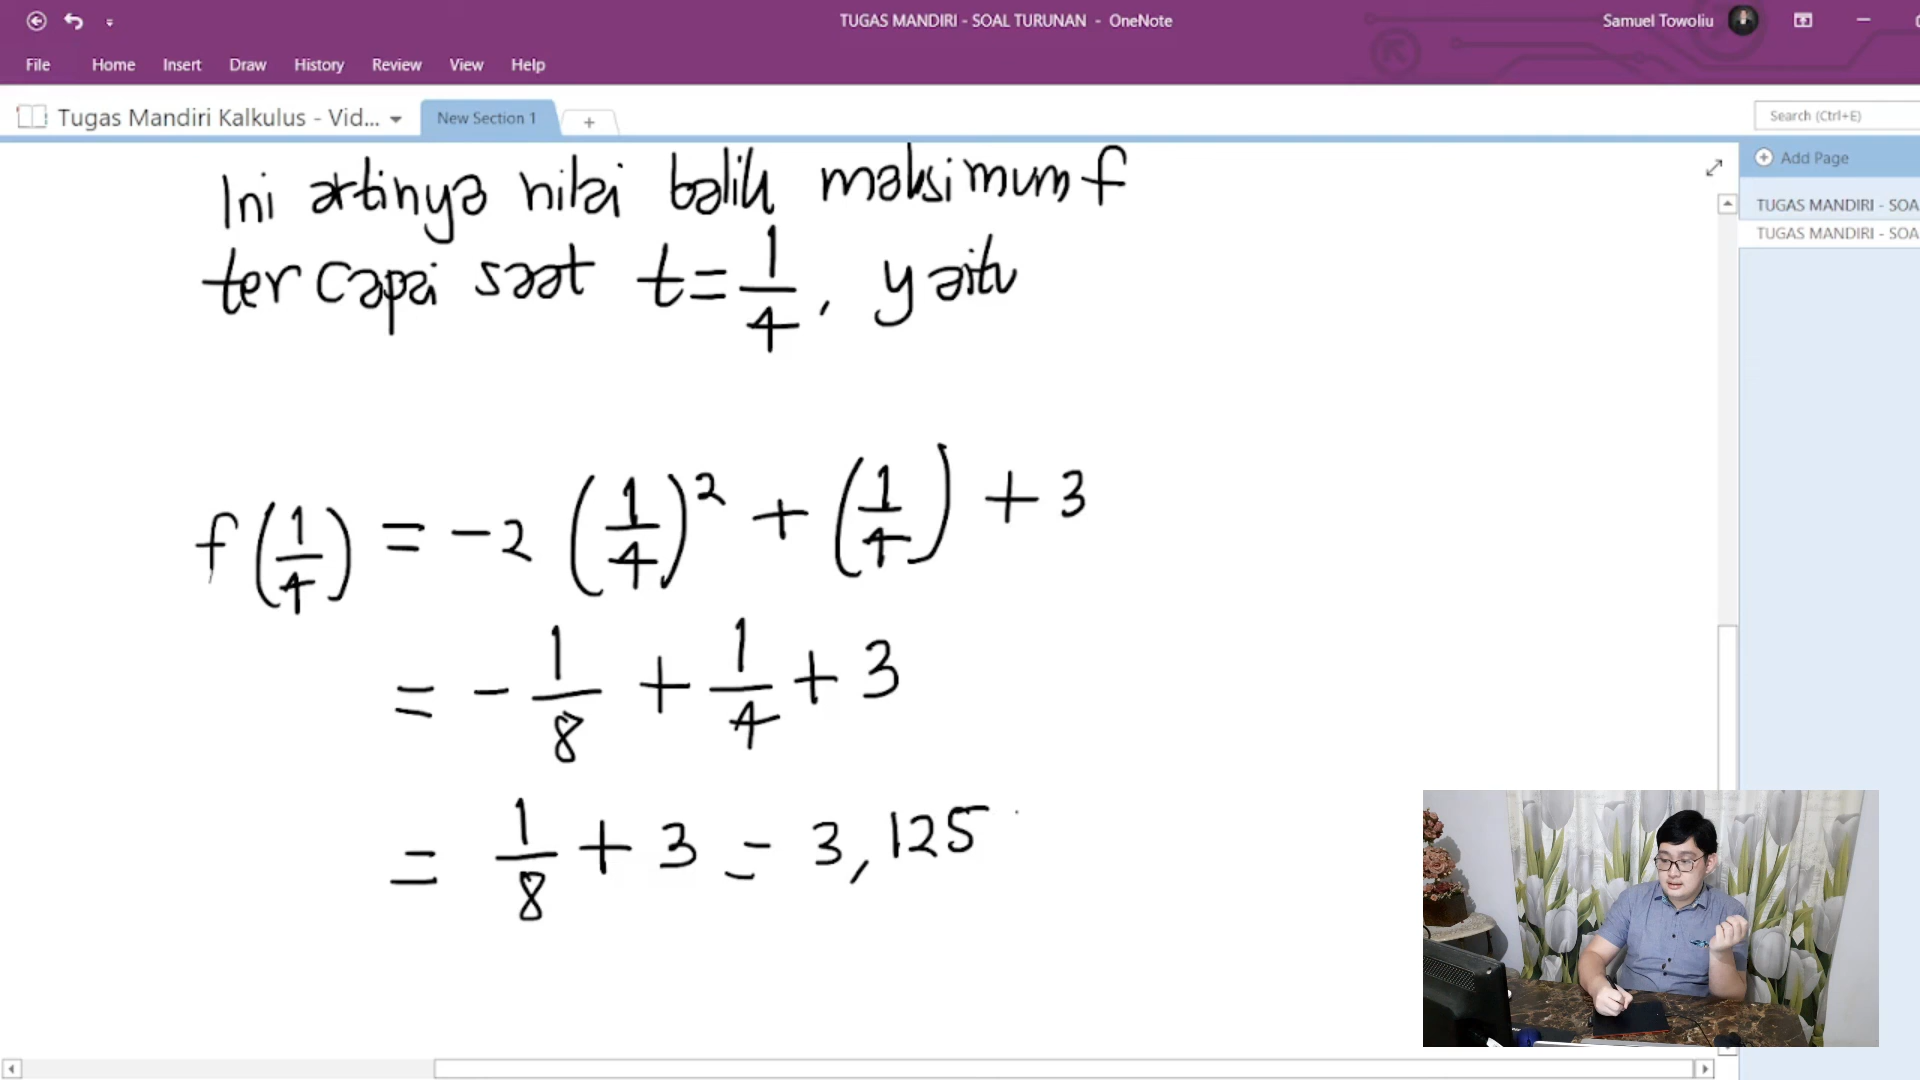 TUGAS MANDIRI - SOAL TURUNAN - OneNote
Samuel Towoliu
File Home Insert Draw History Review View Help
Tugas Mandiri Kalkulus - Vid...
New Section 1
+
Search (Ctrl+E)
Add Page
TUGAS MANDIRI - SOA
TUGAS MANDIRI - SOA
Ini artinya nilai balik maksimum f
tercapai saat t = 1/4, yaitu
f(1/4) = -2 (1/4)² + (1/4) + 3
= - 1/8 + 1/4 + 3
= 1/8 + 3 = 3,125